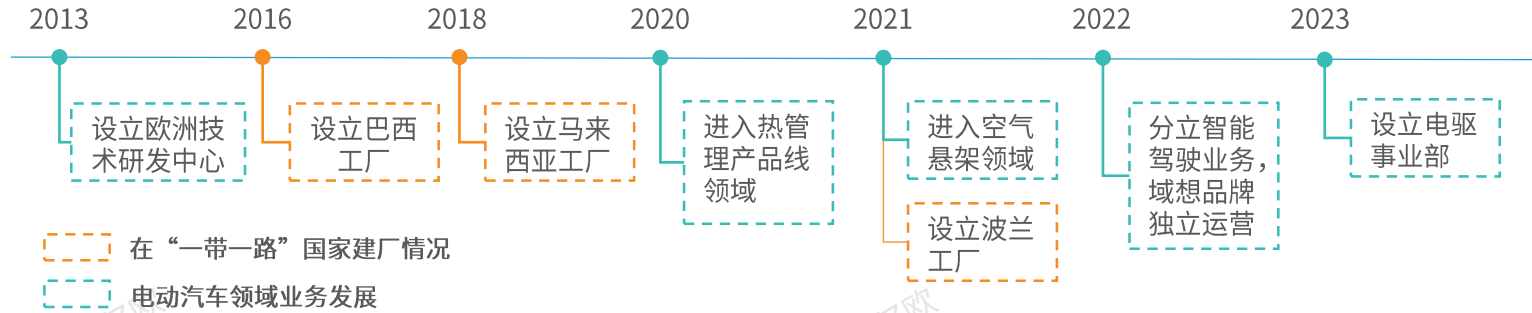 2013
2016
2018
2020
2021
2022
2023
设立欧洲技
术研发中心
设立巴西
工厂
设立马来
西亚工厂
进入热管
理产品线
领域
进入空气
悬架领域
设立波兰
工厂
分立智能
驾驶业务，
域想品牌
独立运营
设立电驱
事业部
在“一带一路”国家建厂情况
电动汽车领域业务发展